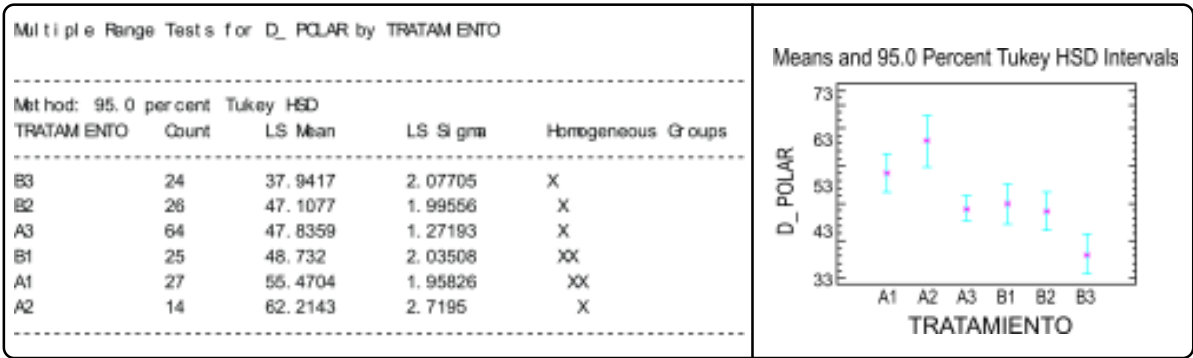 Multiple Range Tests for D_ POLAR by TRATAMIENTO
Method: 95.0 percent Tukey HSD
TRATAMIENTO Count LS Mean LS Sigma Homogeneous Groups
B3 24 37.9417 2.07705 X
B2 26 47.1077 1.99556 X
A3 64 47.8359 1.27193 X
B1 25 48.732 2.03508 XX
A1 27 55.4704 1.95826 XX
A2 14 62.2143 2.7195 X
Means and 95.0 Percent Tukey HSD Intervals
D_ POLAR
73
63
53
43
33
A1 A2 A3 B1 B2 B3
TRATAMIENTO